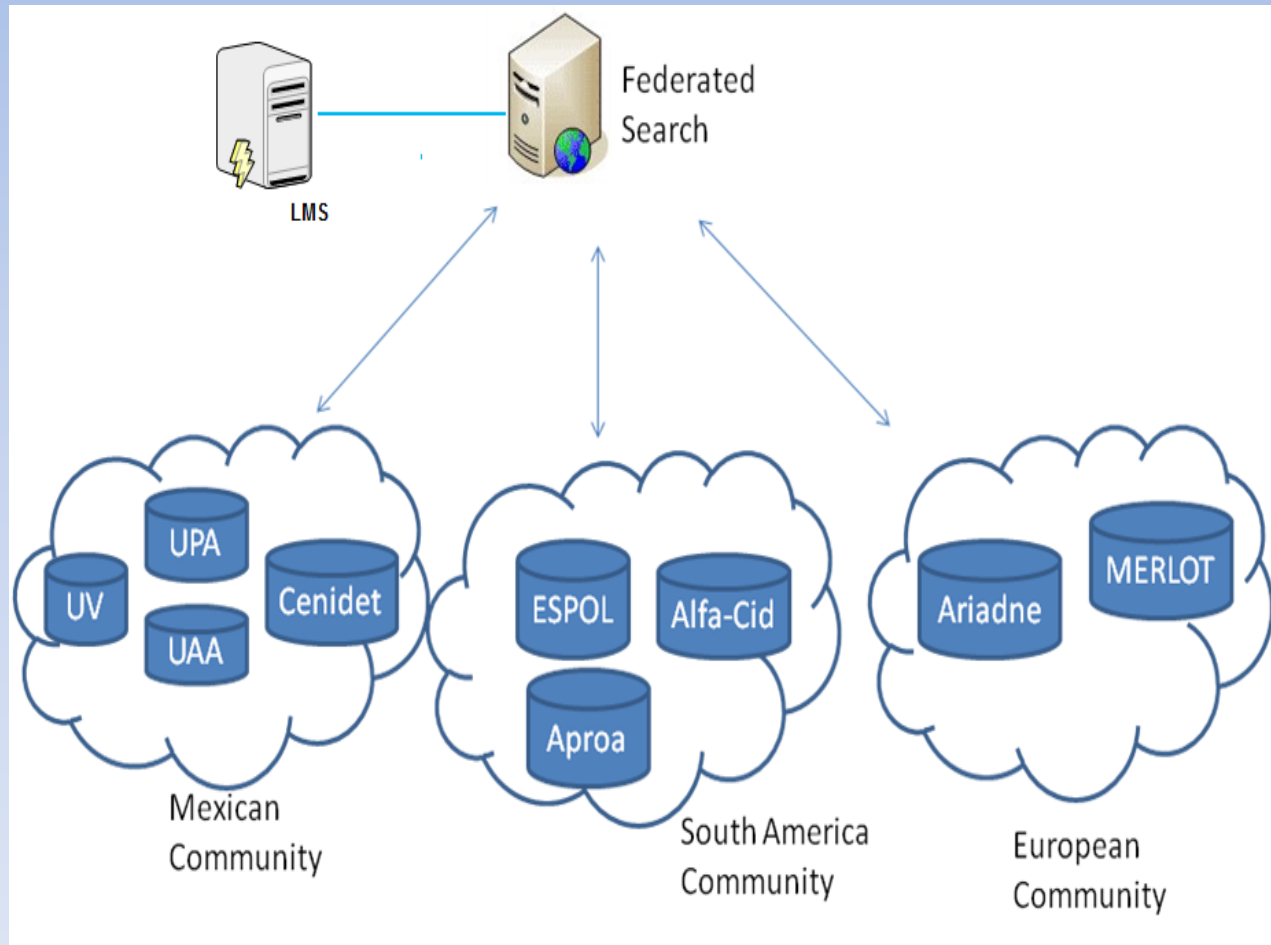 Federated
Search
LMS
UPA
UV
Cenidet
UAA
ESPOL
Alfa-Cid
Aproa
MERLOT
Ariadne
Mexican
Community
South America
Community
European
Community